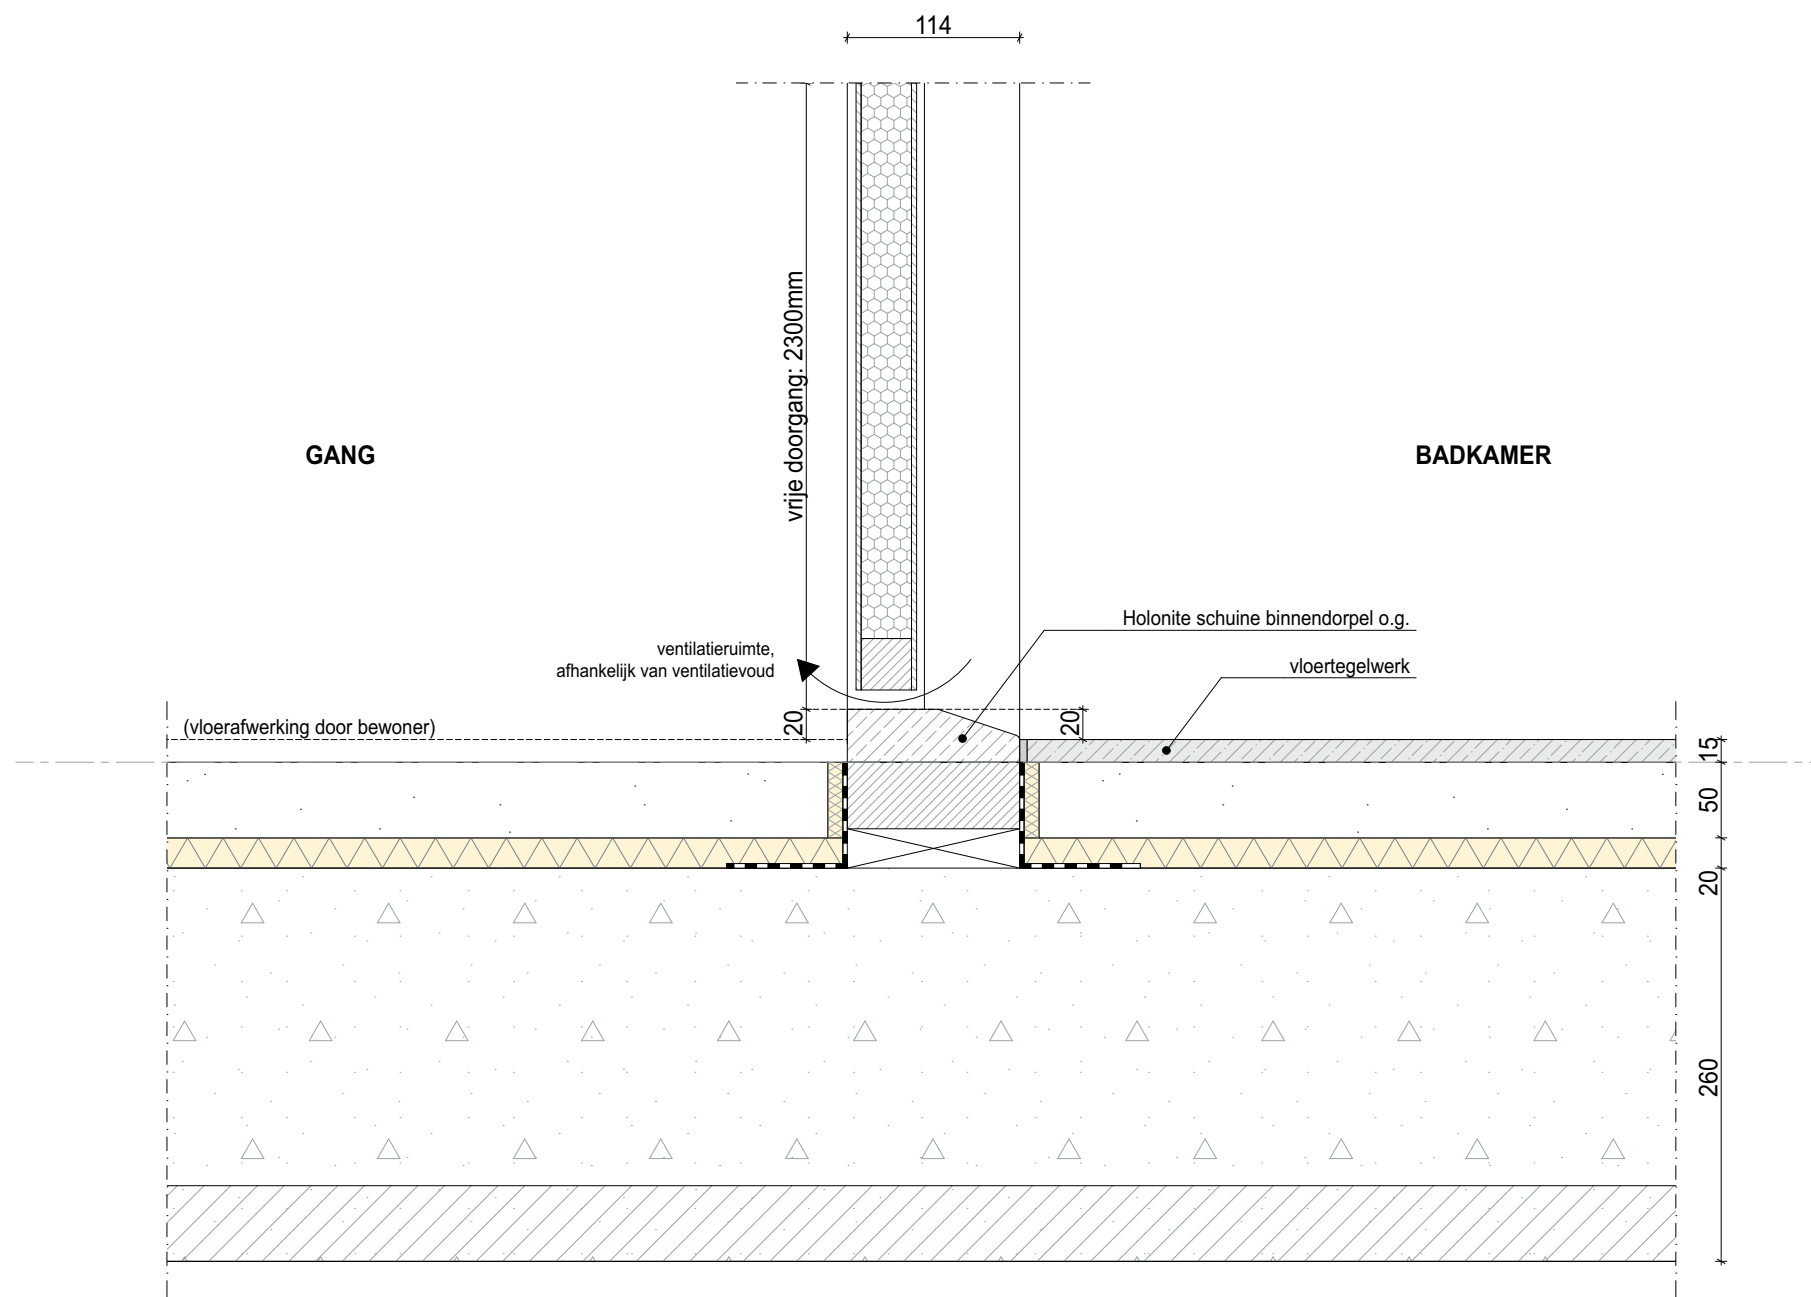 114
vrije doorgang: 2300mm
GANG
BADKAMER
Holonite schuine binnendorpel o.g.
ventilatieruimte,
afhankelijk van ventilatievoud
vloertegelwerk
(vloerafwerking door bewoner)
20
20
15
50
20
260